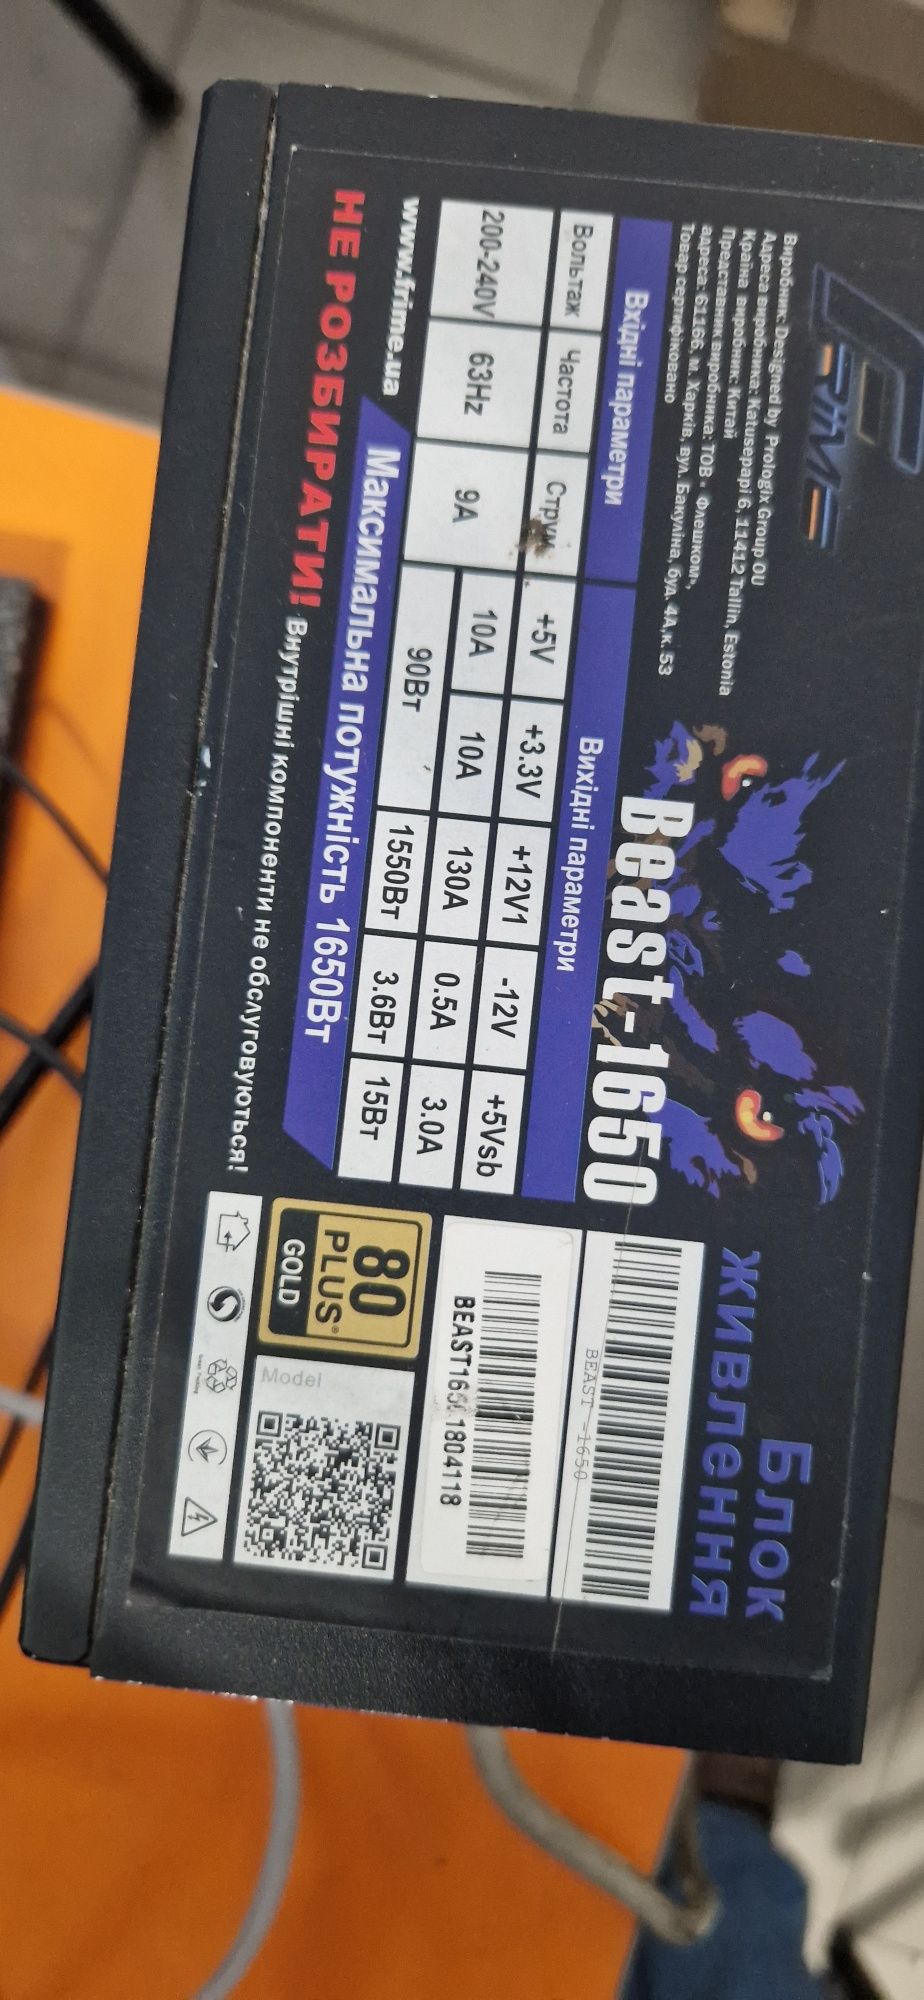 FRIME
Виробник: Designed by Prologix Group OU
Адреса виробника: Katusepapi 6, 11412 Tallin, Estonia
Країна виробник: Китай
Представник виробника: ТОВ "Флешком",
адреса: 61166, м. Харків, вул. Бакуліна, буд. 4А, к. 53
Товар сертифіковано
Блок
живлення
Beast-1650
Вхідні параметри Вихідні параметри
Вольтаж Частота Струм +5V +3.3V +12V1 -12V +5Vsb
200-240V 63Hz 9A 10A 10A 130A 0.5A 3.0A
90Вт 1550Вт 3.6Вт 15Вт
www.frime.ua Максимальна потужність 1650Вт
НЕ РОЗБИРАТИ! Внутрішні компоненти не обслуговуються!
BEAST -1650
BEAST16501804118
80
PLUS®
GOLD
Model